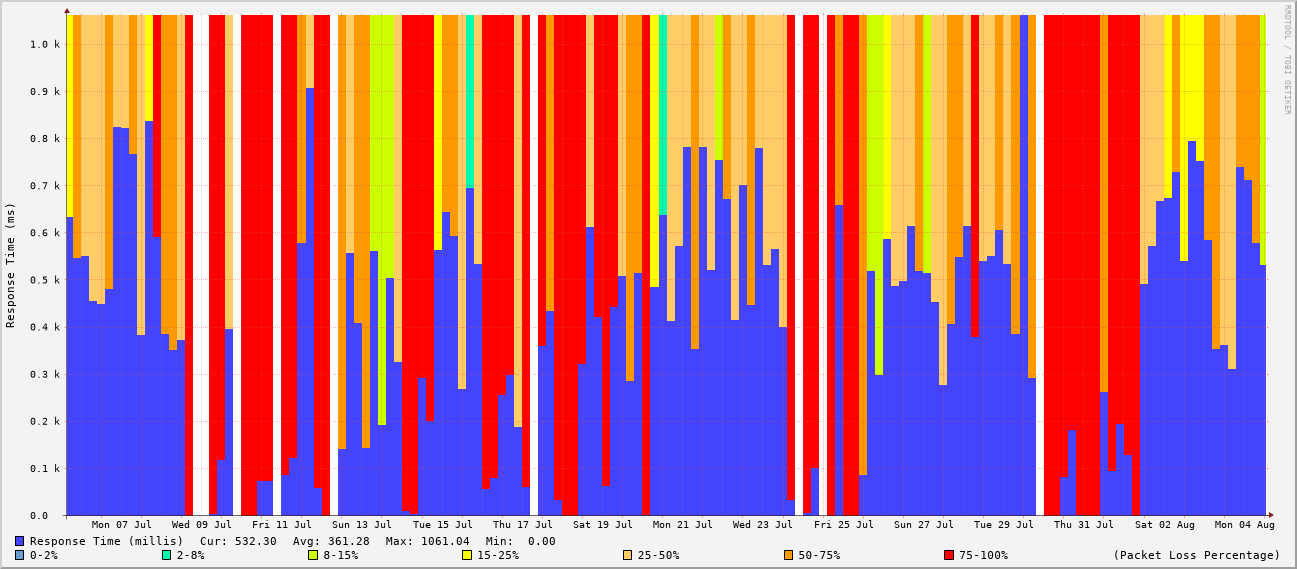 RRDTOOL / TOBI OETIKER
Response Time (ms)
1.0 k
0.9 k
0.8 k
0.7 k
0.6 k
0.5 k
0.4 k
0.3 k
0.2 k
0.1 k
0.0
Mon 07 Jul Wed 09 Jul Fri 11 Jul Sun 13 Jul Tue 15 Jul Thu 17 Jul Sat 19 Jul Mon 21 Jul Wed 23 Jul Fri 25 Jul Sun 27 Jul Tue 29 Jul Thu 31 Jul Sat 02 Aug Mon 04 Aug
Response Time (millis) Cur: 532.30 Avg: 361.28 Max: 1061.04 Min: 0.00
0-2% 2-8% 8-15% 15-25% 25-50% 50-75% 75-100% (Packet Loss Percentage)